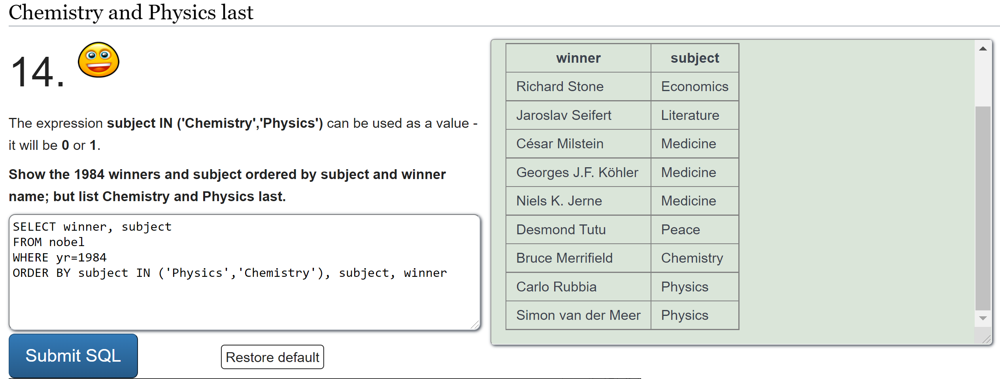 Chemistry and Physics last
14.
The expression subject IN ('Chemistry','Physics') can be used as a value -
it will be 0 or 1.
Show the 1984 winners and subject ordered by subject and winner
name; but list Chemistry and Physics last.
SELECT winner, subject
FROM nobel
WHERE yr=1984
ORDER BY subject IN ('Physics','Chemistry'), subject, winner
Submit SQL
Restore default
winner subject
Richard Stone Economics
Jaroslav Seifert Literature
César Milstein Medicine
Georges J.F. Köhler Medicine
Niels K. Jerne Medicine
Desmond Tutu Peace
Bruce Merrifield Chemistry
Carlo Rubbia Physics
Simon van der Meer Physics